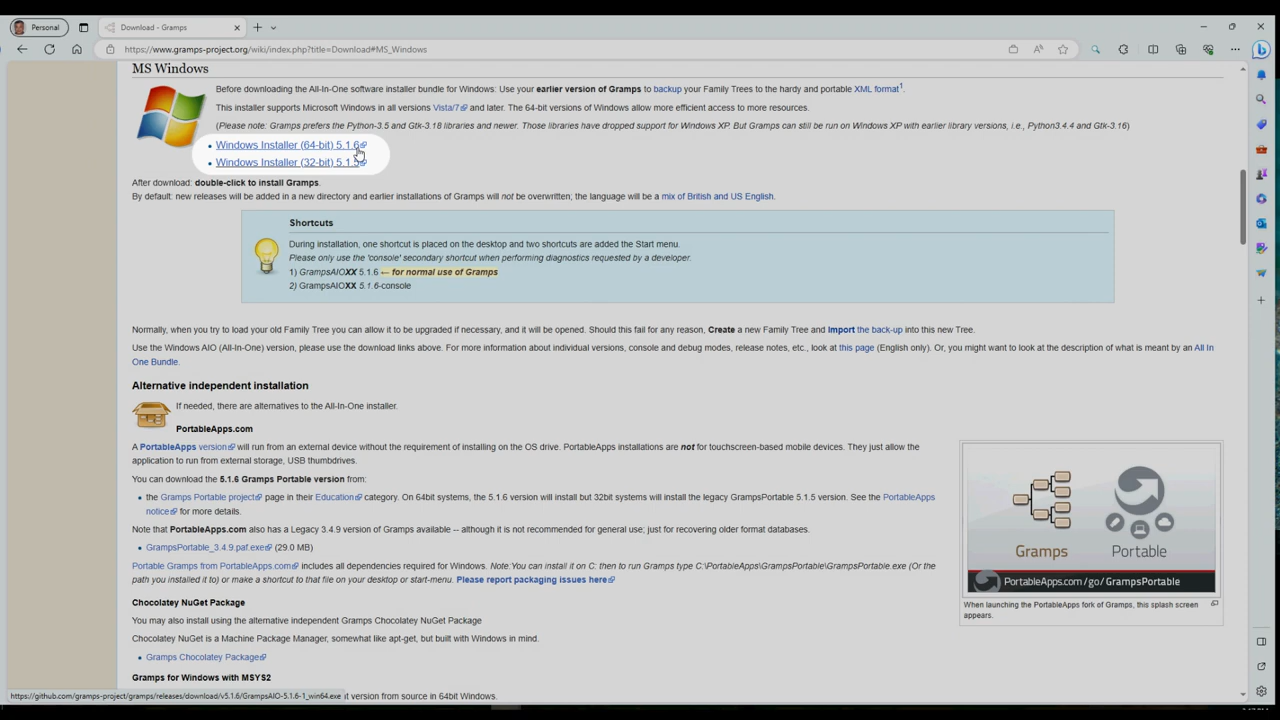 Personal
Download - Gramps
https://www.gramps-project.org/wiki/index.php?title=Download#MS_Windows
MS Windows
Before downloading the All-In-One software installer bundle for Windows: Use your earlier version of Gramps to backup your Family Trees to the hardy and portable XML format1.
This installer supports Microsoft Windows in all versions Vista/7 and later. The 64-bit versions of Windows allow more efficient access to more resources.
(Please note: Gramps prefers the Python-3.5 and Gtk-3.18 libraries and newer. Those libraries have dropped support for Windows XP. But Gramps can still be run on Windows XP with earlier library versions, i.e., Python3.4.4 and Gtk-3.16)
• Windows Installer (64-bit) 5.1.6
• Windows Installer (32-bit) 5.1.5
After download: double-click to install Gramps.
By default: new releases will be added in a new directory and earlier installations of Gramps will not be overwritten; the language will be a mix of British and US English.
Shortcuts
During installation, one shortcut is placed on the desktop and two shortcuts are added the Start menu.
Please only use the 'console' secondary shortcut when performing diagnostics requested by a developer.
1) GrampsAIOXX 5.1.6 ← for normal use of Gramps
2) GrampsAIOXX 5.1.6-console
Normally, when you try to load your old Family Tree you can allow it to be upgraded if necessary, and it will be opened. Should this fail for any reason, Create a new Family Tree and Import the back-up into this new Tree.
Use the Windows AIO (All-In-One) version, please use the download links above. For more information about individual versions, console and debug modes, release notes, etc., look at this page (English only). Or, you might want to look at the description of what is meant by an All In
One Bundle.
Alternative independent installation
If needed, there are alternatives to the All-In-One installer.
PortableApps.com
A PortableApps version will run from an external device without the requirement of installing on the OS drive. PortableApps installations are not for touchscreen-based mobile devices. They just allow the
application to run from external storage, USB thumbdrives.
You can download the 5.1.6 Gramps Portable version from:
• the Gramps Portable project page in their Education category. On 64bit systems, the 5.1.6 version will install but 32bit systems will install the legacy GrampsPortable 5.1.5 version. See the PortableApps
notice for more details.
Note that PortableApps.com also has a Legacy 3.4.9 version of Gramps available -- although it is not recommended for general use; just for recovering older format databases.
• GrampsPortable_3.4.9.paf.exe (29.0 MB)
Portable Gramps from PortableApps.com includes all dependencies required for Windows. Note:You can install it on C: then to run Gramps type C:\PortableApps\GrampsPortable\GrampsPortable.exe (Or the
path you installed it to) or make a shortcut to that file on your desktop or start-menu. Please report packaging issues here
Gramps
Portable
PortableApps.com/go/GrampsPortable
When launching the PortableApps fork of Gramps, this splash screen
appears.
Chocolatey NuGet Package
You may also install using the alternative independent Gramps Chocolatey NuGet Package
Chocolatey NuGet is a Machine Package Manager, somewhat like apt-get, but built with Windows in mind.
• Gramps Chocolatey Package
Gramps for Windows with MSYS2
https://github.com/gramps-project/gramps/releases/download/v5.1.6/GrampsAIO-5.1.6-1_win64.exe
version from source in 64bit Windows.